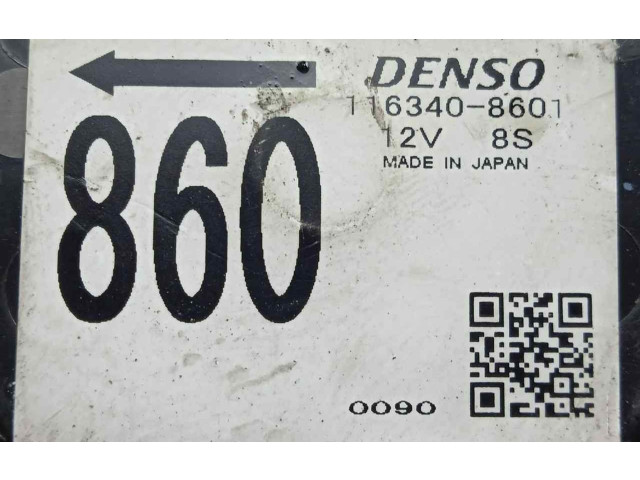 DENSO
116340-8601
12V 8S
MADE IN JAPAN
860
0090